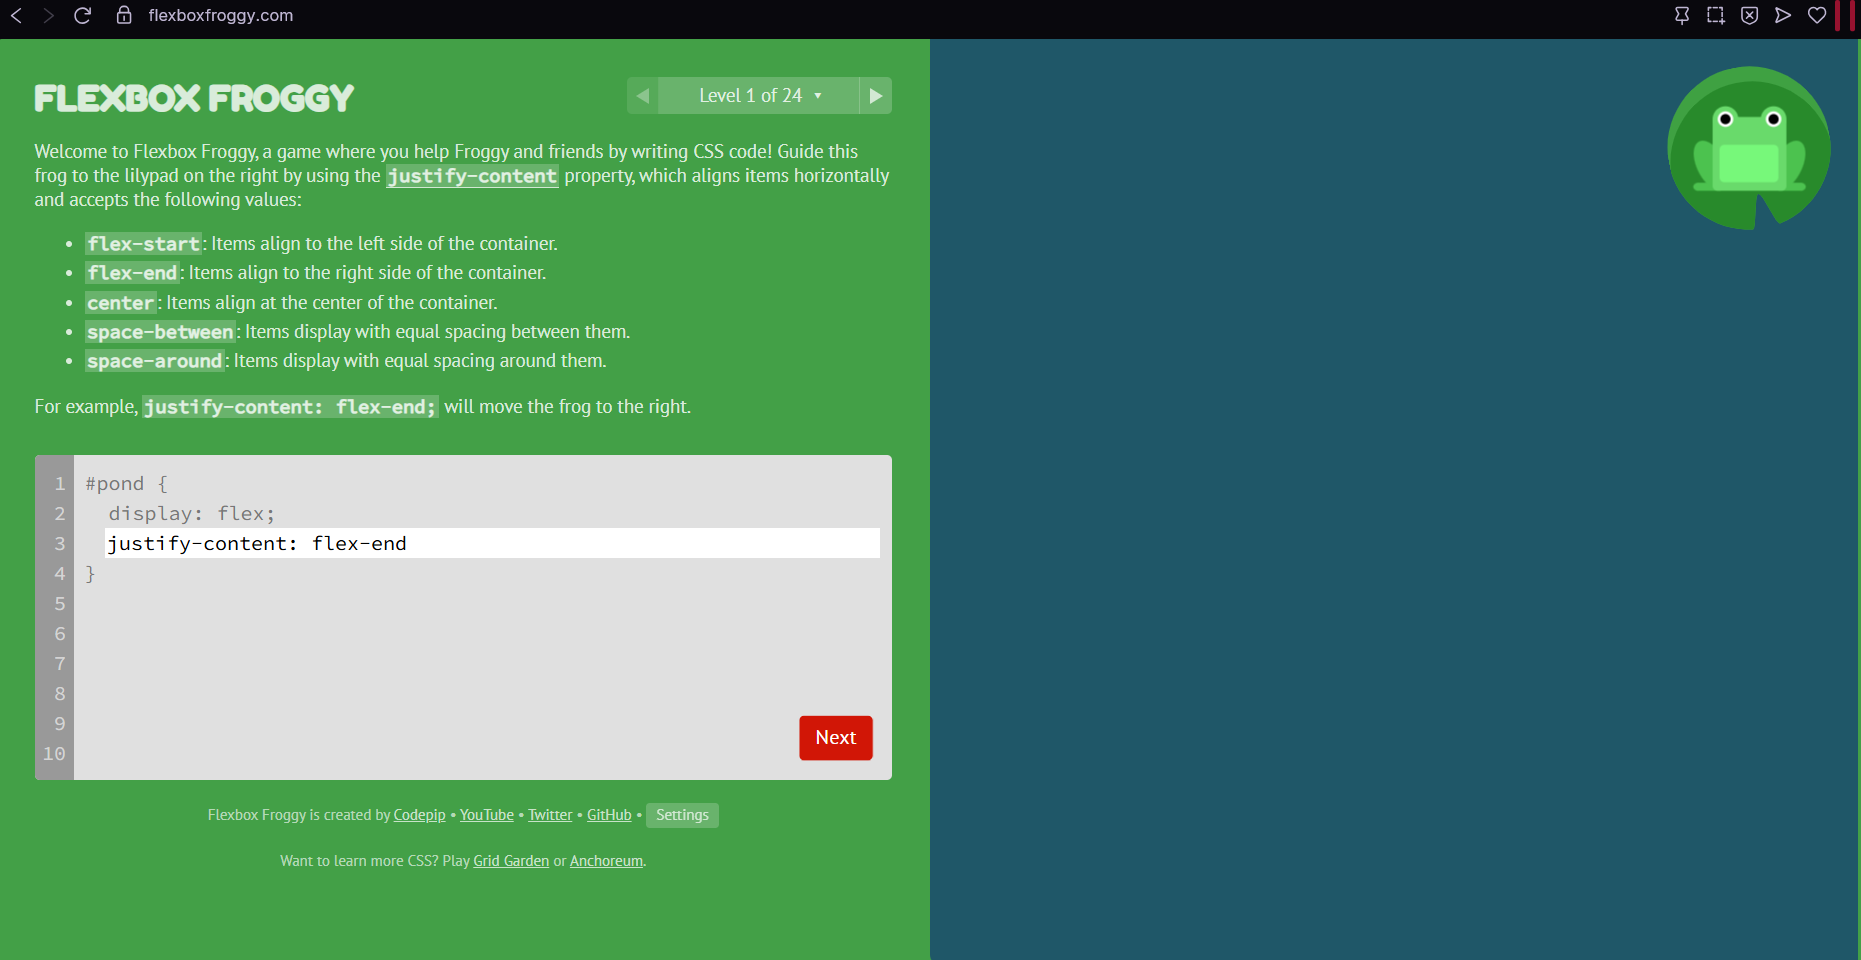 flexboxfroggy.com
FLEXBOX FROGGY
Level 1 of 24 ▾
Welcome to Flexbox Froggy, a game where you help Froggy and friends by writing CSS code! Guide this
frog to the lilypad on the right by using the justify-content property, which aligns items horizontally
and accepts the following values:
• flex-start: Items align to the left side of the container.
• flex-end: Items align to the right side of the container.
• center: Items align at the center of the container.
• space-between: Items display with equal spacing between them.
• space-around: Items display with equal spacing around them.
For example, justify-content: flex-end; will move the frog to the right.
1 #pond {
2 display: flex;
3 justify-content: flex-end
4 }
5
6
7
8
9
10
Next
Flexbox Froggy is created by Codepip • YouTube • Twitter • GitHub • Settings
Want to learn more CSS? Play Grid Garden or Anchoreum.